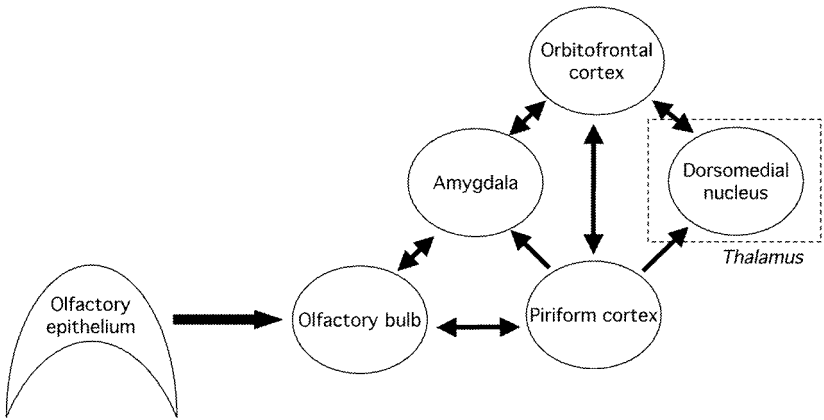 Orbitofrontal
cortex
Amygdala
Dorsomedial
nucleus
Thalamus
Olfactory
epithelium
Olfactory bulb
Piriform cortex